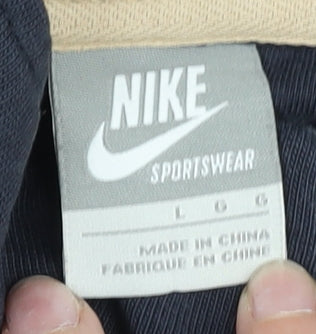 NIKE
SPORTSWEAR
L G G
MADE IN CHINA
FABRIQUE EN CHINE